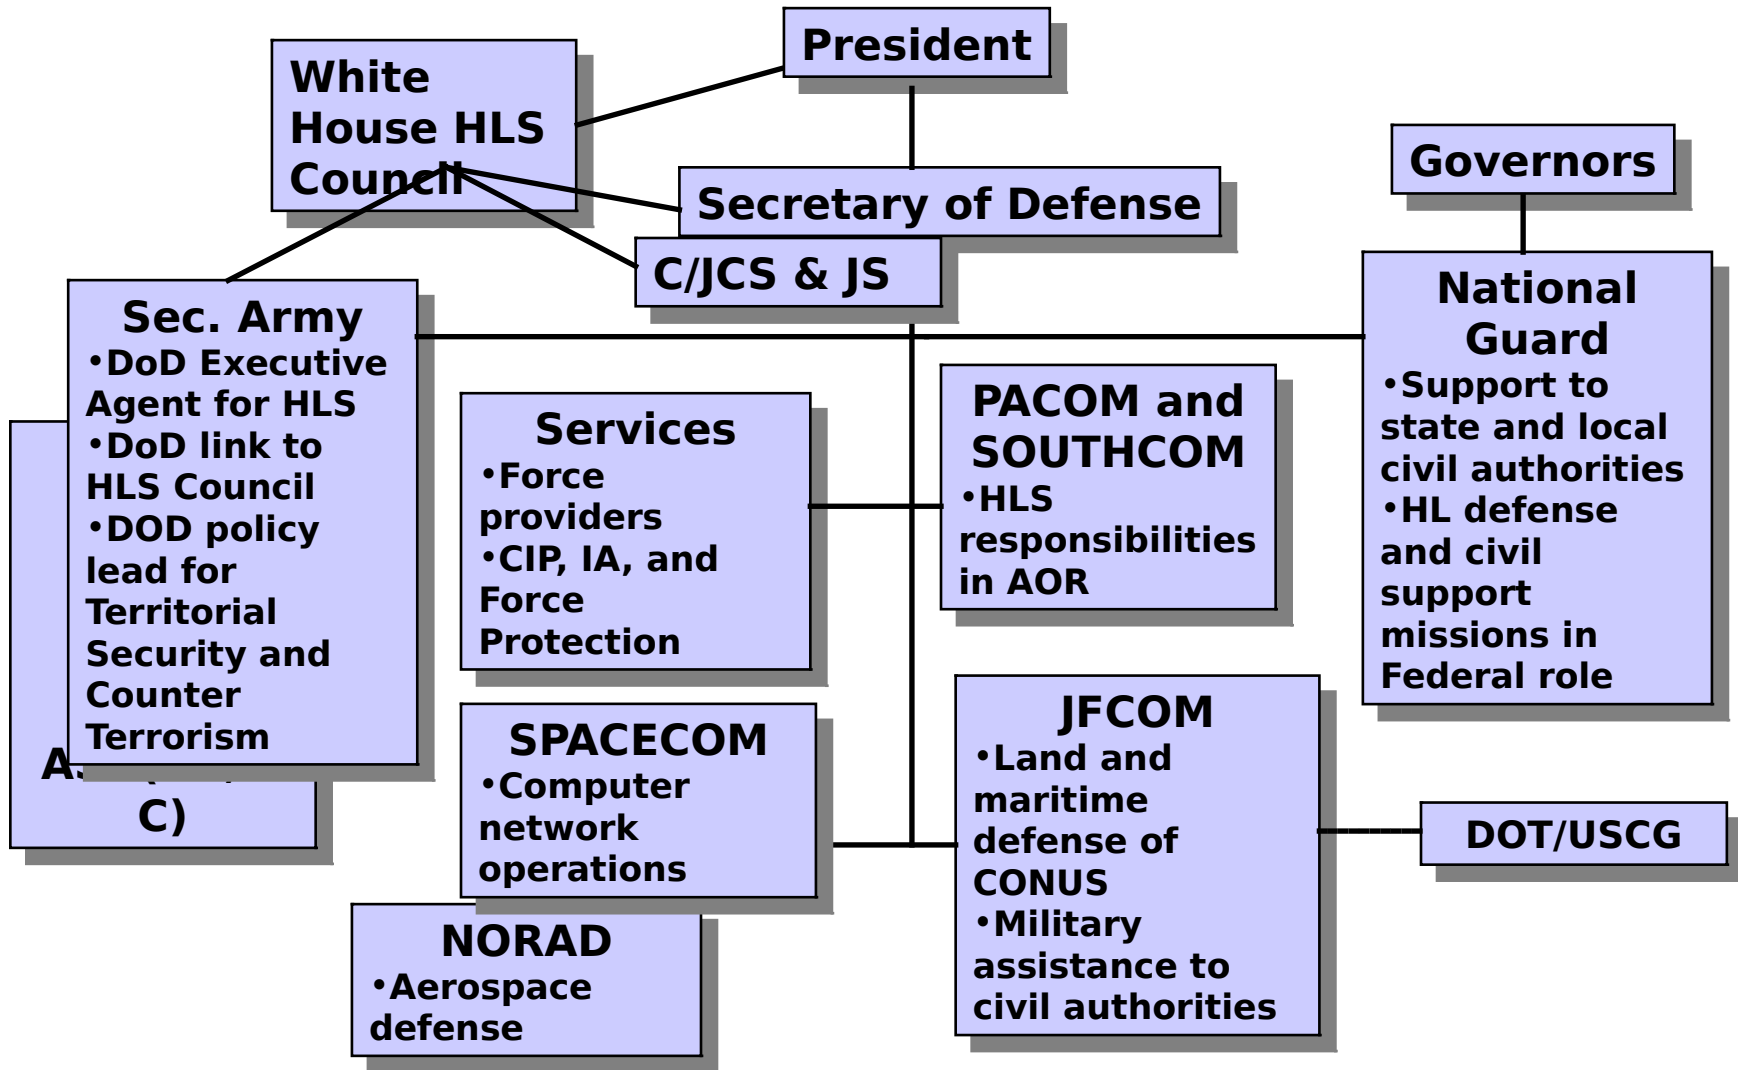 President
White
House HLS
Council
Governors
Secretary of Defense
C/JCS & JS
Sec. Army
•DoD Executive
Agent for HLS
•DoD link to
HLS Council
•DOD policy
lead for
Territorial
Security and
Counter
Terrorism
C)
Services
•Force
providers
•CIP, IA, and
Force
Protection
PACOM and
SOUTHCOM
•HLS
responsibilities
in AOR
National
Guard
•Support to
state and local
civil authorities
•HL defense
and civil
support
missions in
Federal role
SPACECOM
•Computer
network
operations
JFCOM
•Land and
maritime
defense of
CONUS
•Military
assistance to
civil authorities
DOT/USCG
NORAD
•Aerospace
defense